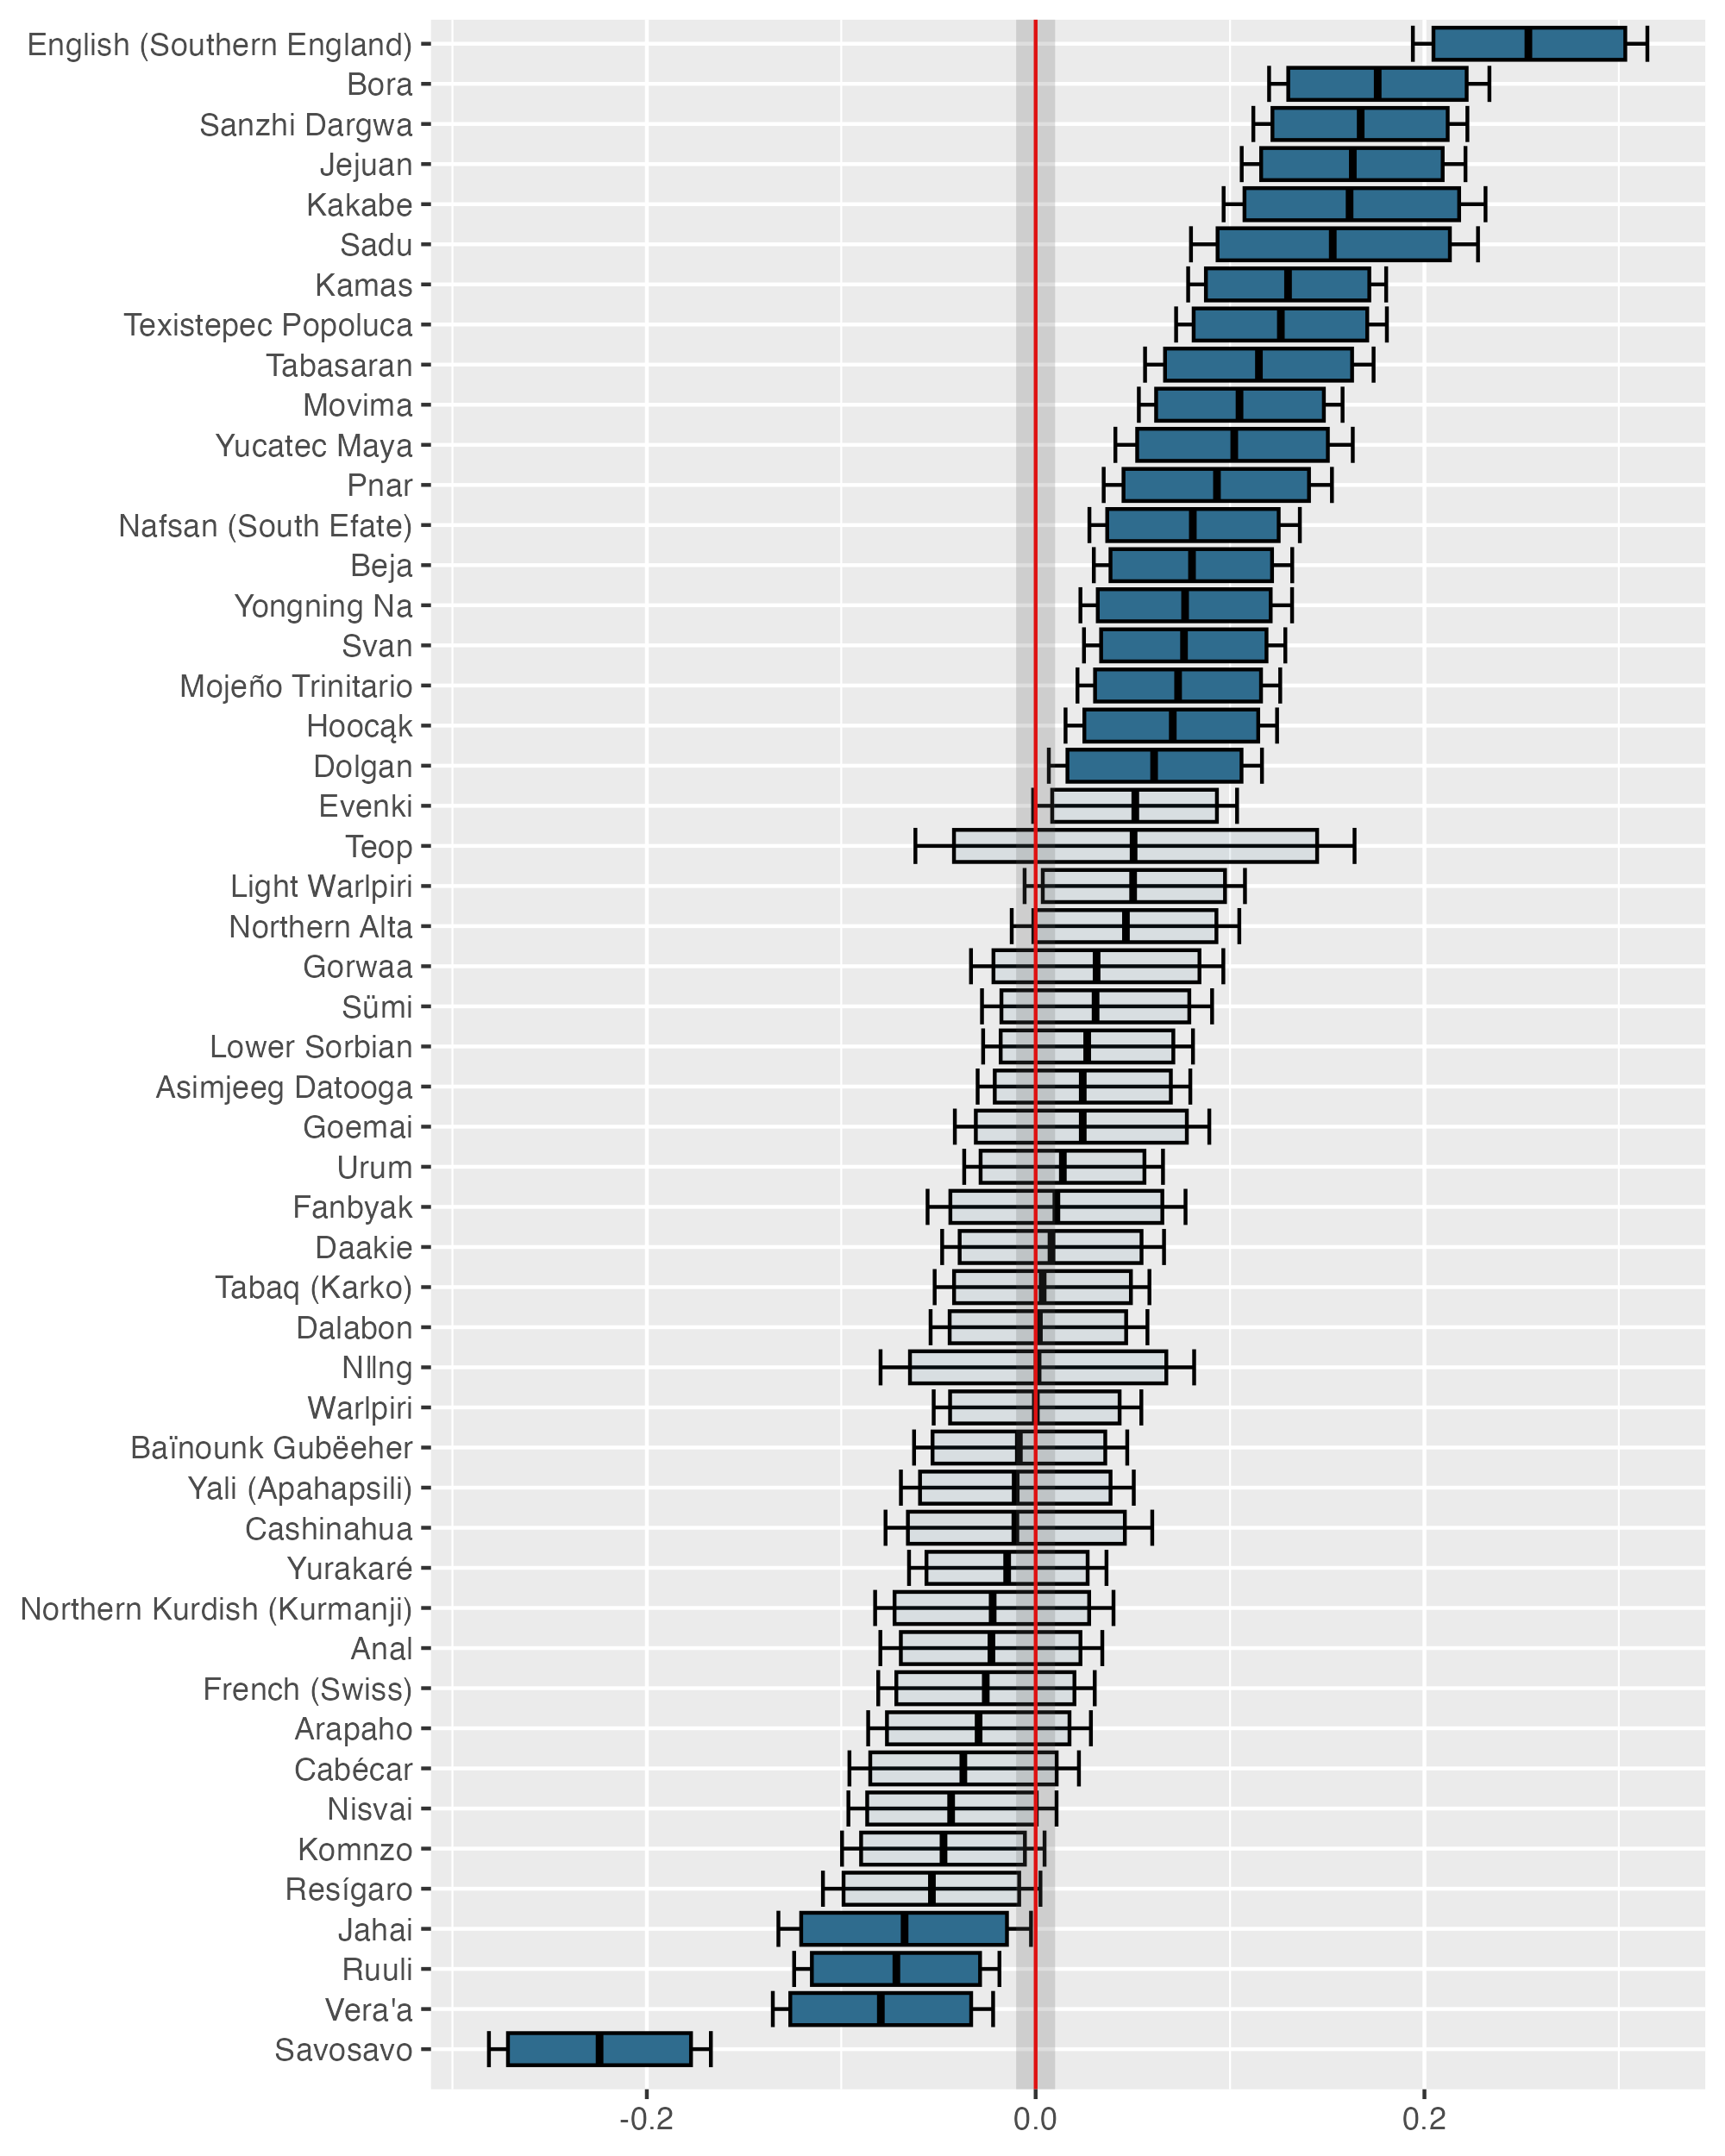 English (Southern England)
Bora
Sanzhi Dargwa
Jejuan
Kakabe
Sadu
Kamas
Texistepec Popoluca
Tabasaran
Movima
Yucatec Maya
Pnar
Nafsan (South Efate)
Beja
Yongning Na
Svan
Mojeño Trinitario
Hoocąk
Dolgan
Evenki
Teop
Light Warlpiri
Northern Alta
Gorwaa
Sümi
Lower Sorbian
Asimjeeg Datooga
Goemai
Urum
Fanbyak
Daakie
Tabaq (Karko)
Dalabon
Nǁng
Warlpiri
Baïnounk Gubëeher
Yali (Apahapsili)
Cashinahua
Yurakaré
Northern Kurdish (Kurmanji)
Anal
French (Swiss)
Arapaho
Cabécar
Nisvai
Komnzo
Resígaro
Jahai
Ruuli
Vera'a
Savosavo
-0.2 0.0 0.2